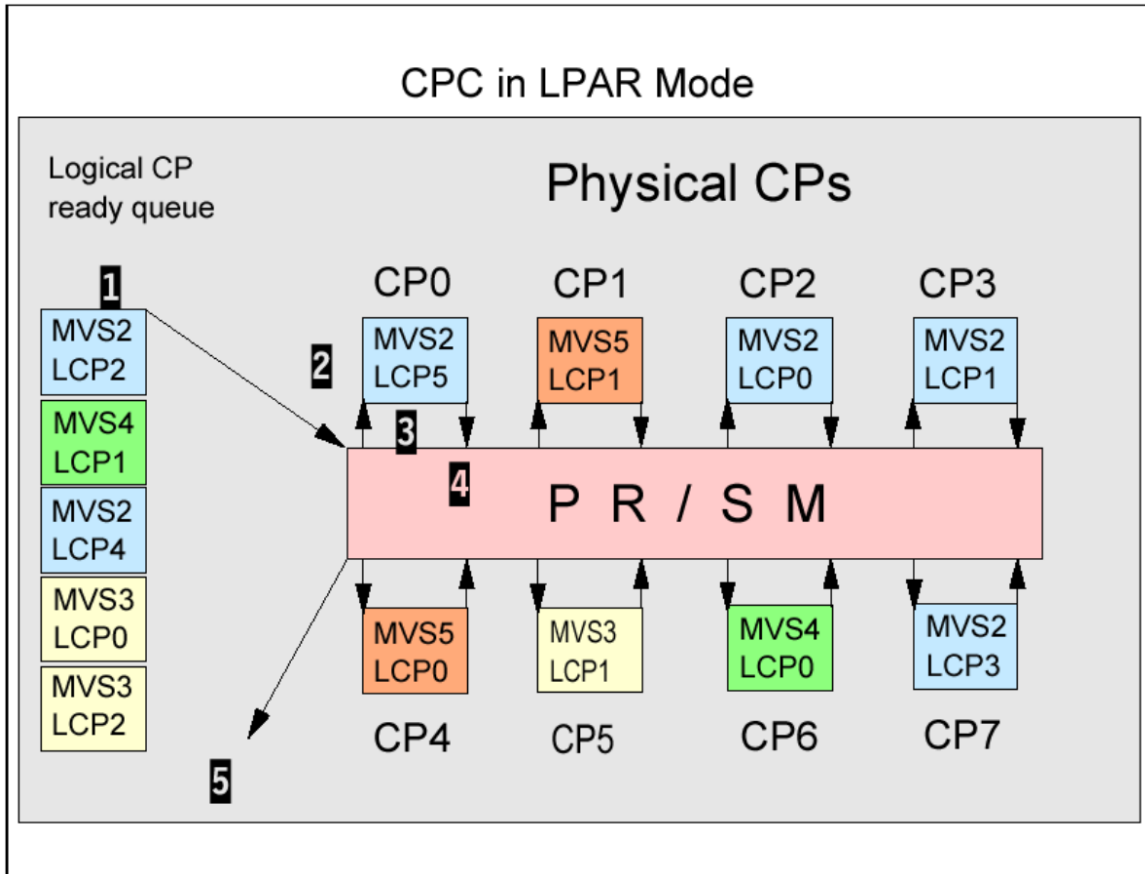 CPC in LPAR Mode
Logical CP
ready queue
Physical CPs
1
MVS2
LCP2
MVS4
LCP1
MVS2
LCP4
MVS3
LCP0
MVS3
LCP2
2
3
4
5
CP0
MVS2
LCP5
CP1
MVS5
LCP1
CP2
MVS2
LCP0
CP3
MVS2
LCP1
P R / S M
MVS5
LCP0
CP4
MVS3
LCP1
CP5
MVS4
LCP0
CP6
MVS2
LCP3
CP7